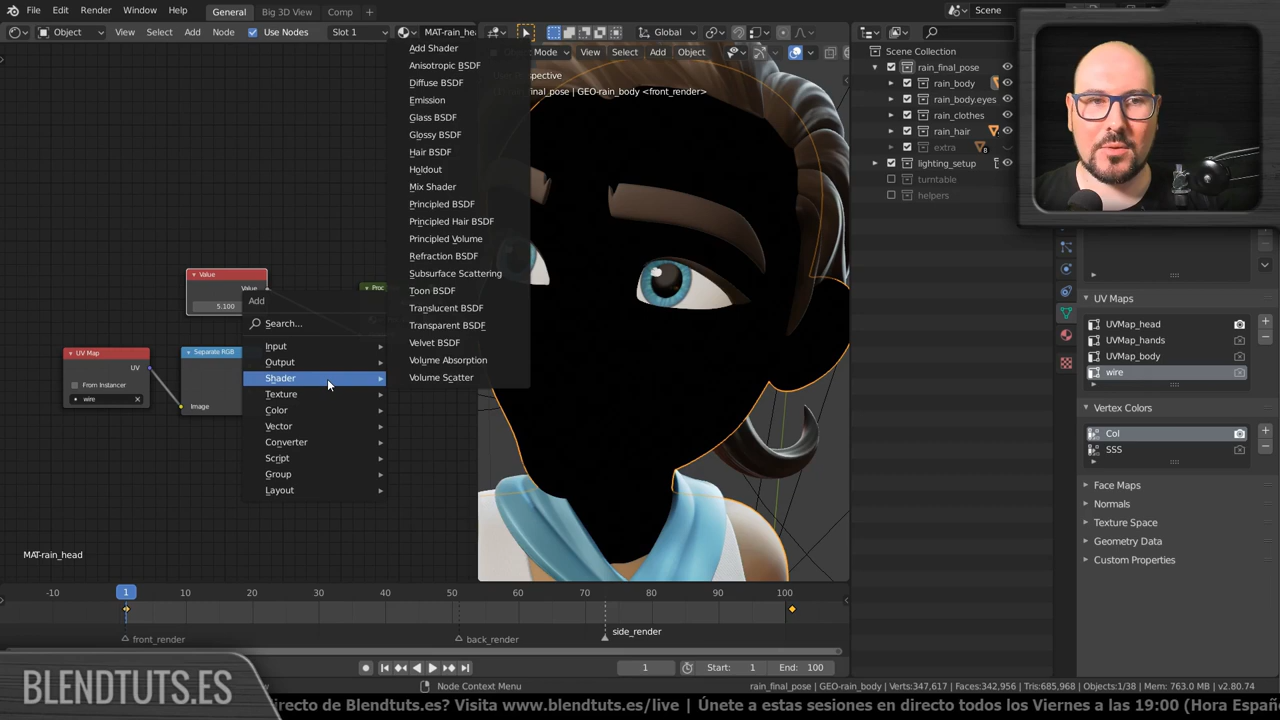 File Edit Render Window Help General Big 3D View Comp + Scene
Object View Select Add Node Use Nodes Slot 1 MAT-rain_hea Global
Mode View Select Add Object
Add Shader
Anisotropic BSDF
Diffuse BSDF
Emission
Glass BSDF
Glossy BSDF
Hair BSDF
Holdout
Mix Shader
Principled BSDF
Principled Hair BSDF
Principled Volume
Refraction BSDF
Subsurface Scattering
Toon BSDF
Translucent BSDF
Transparent BSDF
Velvet BSDF
Volume Absorption
Volume Scatter
final_pose | GEO-rain_body <front_render>
Value
Value
5.100
Proc
UV Map
UV
From Instancer
wire
Separate RGB
Image
Add
Search...
Input
Output
Shader
Texture
Color
Vector
Converter
Script
Group
Layout
MAT-rain_head
Scene Collection
rain_final_pose
rain_body
rain_body.eyes
rain_clothes
rain_hair
extra
8
lighting_setup
turntable
helpers
UV Maps
UVMap_head
UVMap_hands
UVMap_body
wire
Vertex Colors
Col
SSS
Face Maps
Normals
Texture Space
Geometry Data
Custom Properties
-10 1 10 20 30 40 50 60 70 80 90 100
front_render back_render side_render
1 Start: 1 End: 100
Node Context Menu
rain_final_pose | GEO-rain_body | Verts:347,617 | Faces:342,956 | Tris:685,968 | Objects:1/38 | Mem: 763.0 MB | v2.80.74
BLENDTUTS.ES
directo de Blendtuts.es? Visita www.blendtuts.es/live | Únete a estas sesiones en directo todos los Viernes a las 19:00 (Hora Españ